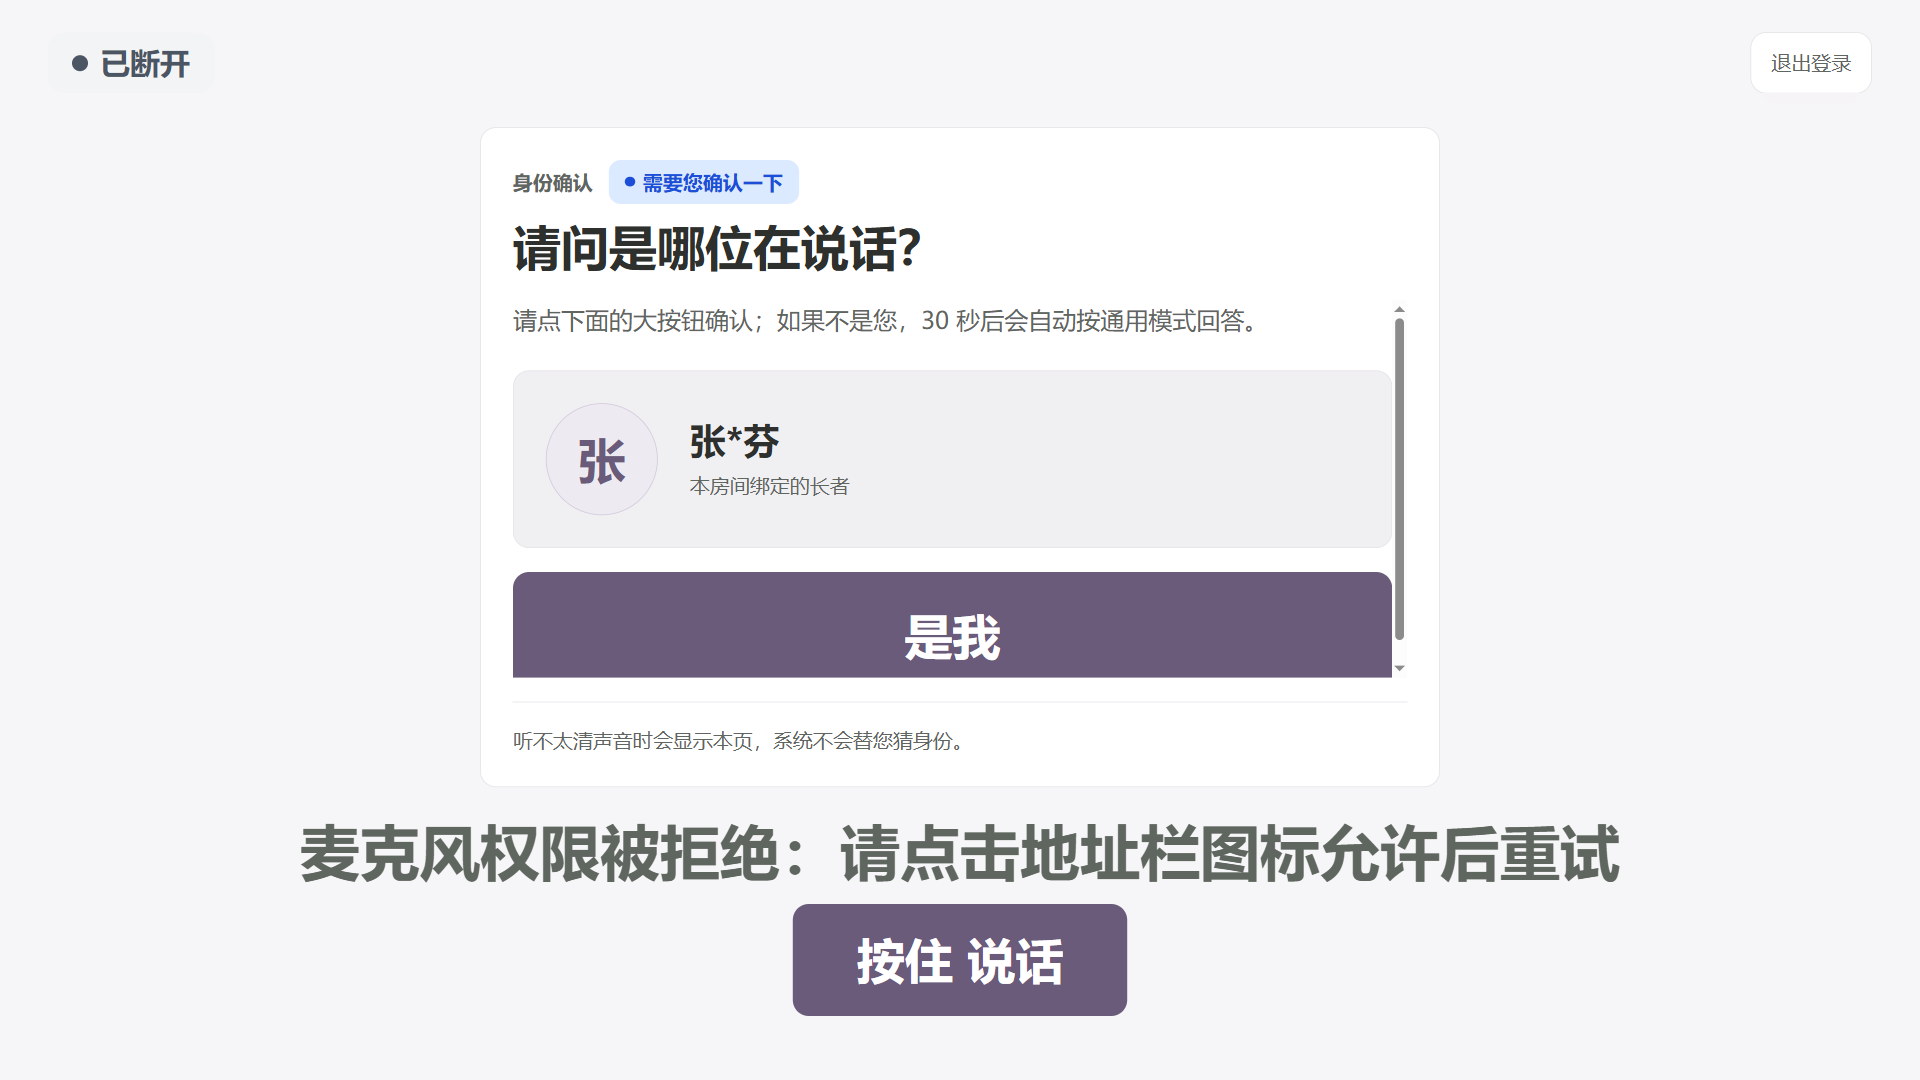 已断开
退出登录
身份确认
需要您确认一下
请问是哪位在说话？
请点下面的大按钮确认；如果不是您，30 秒后会自动按通用模式回答。
张
张*芬
本房间绑定的长者
是我
听不太清声音时会显示本页，系统不会替您猜身份。
麦克风权限被拒绝：请点击地址栏图标允许后重试
按住 说话